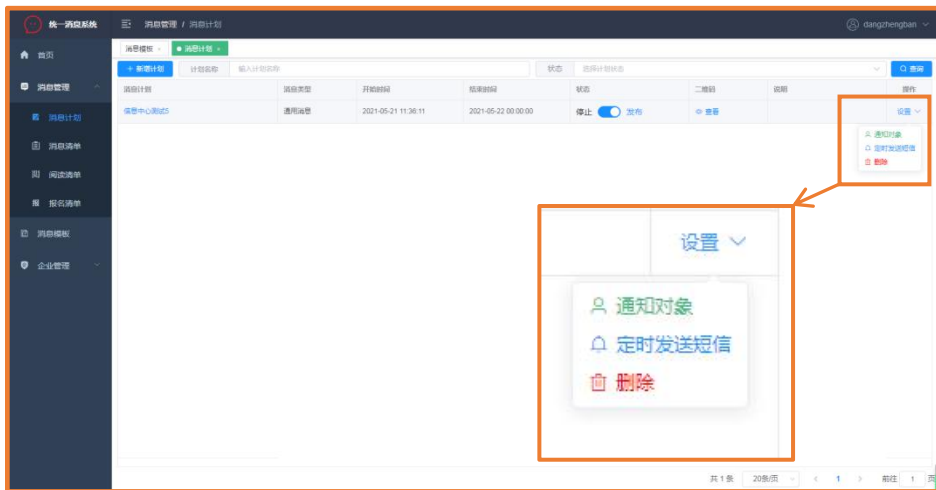 统一消息系统
消息管理 / 消息计划
dangzhengban
首页
消息管理
消息计划
消息清单
阅读清单
报名清单
消息模板
企业管理
消息模板
消息计划
+ 新增计划 计划名称 输入计划名称 状态 选择计划状态 查询
消息计划 消息类型 开始时间 结束时间 状态 二维码 说明 操作
信息中心测试5 通用消息 2021-05-21 11:36:11 2021-05-22 00:00:00 停止 发布 查看 设置
通知对象
定时发送短信
删除
设置
通知对象
定时发送短信
删除
共 1 条 20条/页 < 1 > 前往 1 页